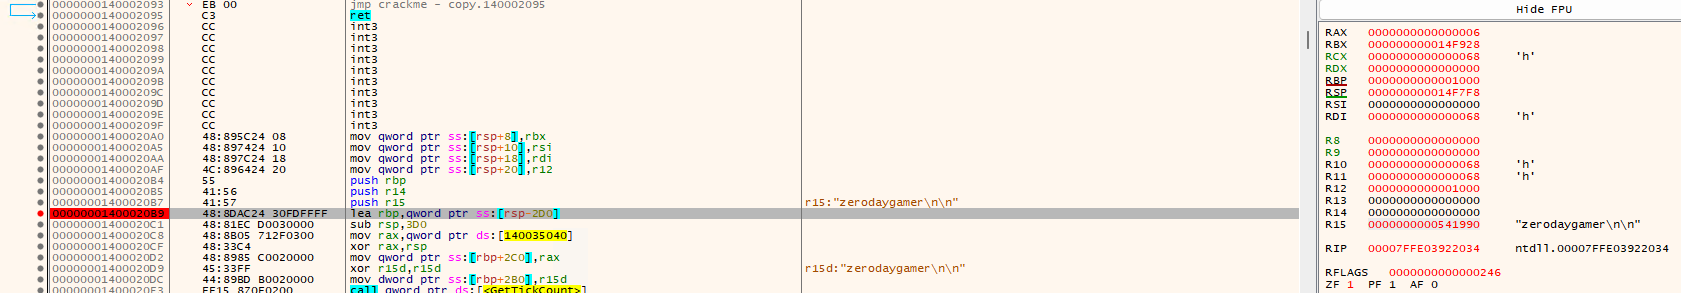 0000000140002093 EB 00 jmp crackme - copy.140002095
0000000140002095 C3 ret
0000000140002096 CC int3
0000000140002097 CC int3
0000000140002098 CC int3
0000000140002099 CC int3
000000014000209A CC int3
000000014000209B CC int3
000000014000209C CC int3
000000014000209D CC int3
000000014000209E CC int3
000000014000209F CC int3
00000001400020A0 48:895C24 08 mov qword ptr ss:[rsp+8],rbx
00000001400020A5 48:897424 10 mov qword ptr ss:[rsp+10],rsi
00000001400020AA 48:897C24 18 mov qword ptr ss:[rsp+18],rdi
00000001400020AF 4C:896424 20 mov qword ptr ss:[rsp+20],r12
00000001400020B4 55 push rbp
00000001400020B5 41:56 push r14
00000001400020B7 41:57 push r15 r15:"zerodaygamer\n\n"
00000001400020B9 48:8DAC24 30FDFFFF lea rbp,qword ptr ss:[rsp-2D0]
00000001400020C1 48:81EC D0030000 sub rsp,3D0
00000001400020C8 48:8B05 712F0300 mov rax,qword ptr ds:[140035040]
00000001400020CF 48:33C4 xor rax,rsp
00000001400020D2 48:8985 C0020000 mov qword ptr ss:[rbp+2C0],rax
00000001400020D9 45:33FF xor r15d,r15d r15d:"zerodaygamer\n\n"
00000001400020DC 44:89BD B0020000 mov dword ptr ss:[rbp+2B0],r15d
00000001400020E3 FF15 870F0200 call qword ptr ds:[<GetTickCount>]
Hide FPU
RAX 0000000000000006
RBX 000000000014F928
RCX 0000000000000068 'h'
RDX 0000000000000000
RBP 0000000000001000
RSP 000000000014F7F8
RSI 0000000000000000
RDI 0000000000000068 'h'
R8 0000000000000000
R9 0000000000000000
R10 0000000000000068 'h'
R11 0000000000000068 'h'
R12 0000000000001000
R13 0000000000000000
R14 0000000000000000
R15 0000000000541990 "zerodaygamer\n\n"
RIP 00007FFE03922034 ntdll.00007FFE03922034
RFLAGS 0000000000000246
ZF 1 PF 1 AF 0